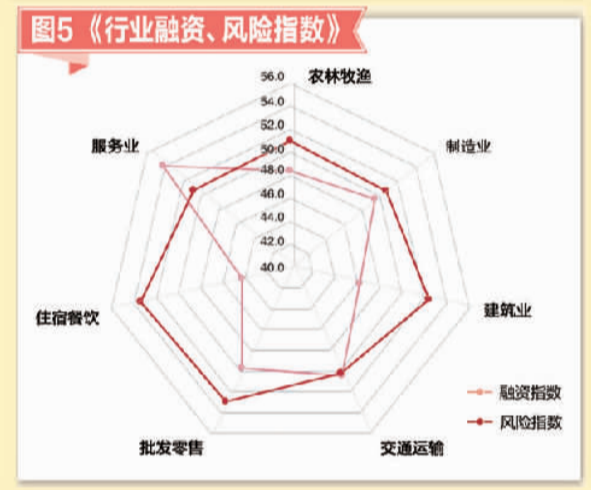 图5《行业融资、风险指数》
56.0
农林牧渔
54.0
52.0
服务业
制造业
50.0
48.0
46.0
44.0
42.0
40.0
住宿餐饮
建筑业
融资指数
风险指数
批发零售
交通运输